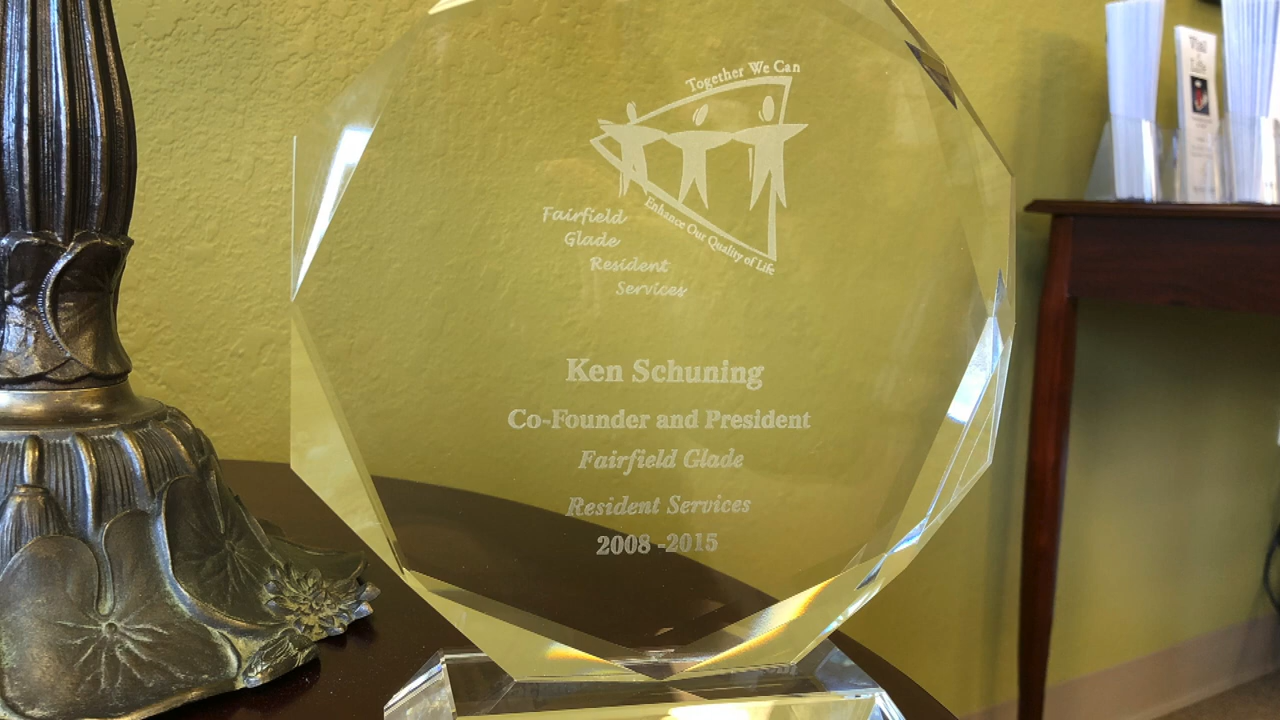 Together We Can
Enhance Our Quality of Life
Fairfield
Glade
Resident
Services
Ken Schuning
Co-Founder and President
Fairfield Glade
Resident Services
2008 -2015